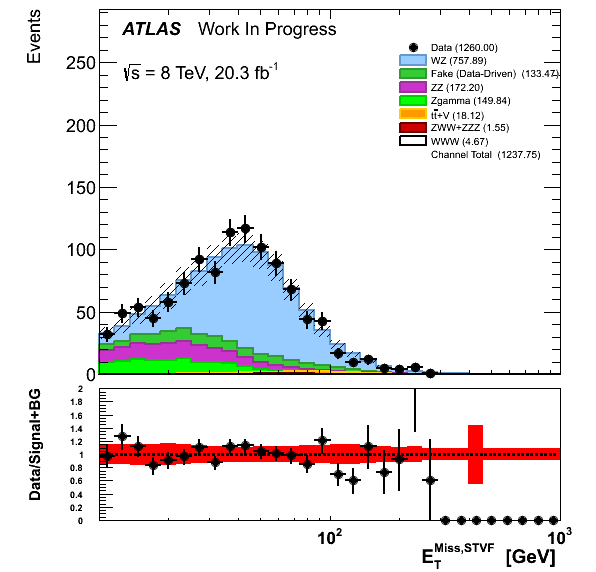 Events
ATLAS Work In Progress
√s = 8 TeV, 20.3 fb⁻¹
Data (1260.00)
WZ (757.89)
Fake (Data-Driven) (133.47)
ZZ (172.20)
Zgamma (149.84)
tt̄+V (18.12)
ZWW+ZZZ (1.55)
WWW (4.67)
Channel Total (1237.75)
250
200
150
100
50
0
Data/Signal+BG
2
1.8
1.6
1.4
1.2
1
0.8
0.6
0.4
0.2
0
10²
10³
E_T^Miss,STVF [GeV]